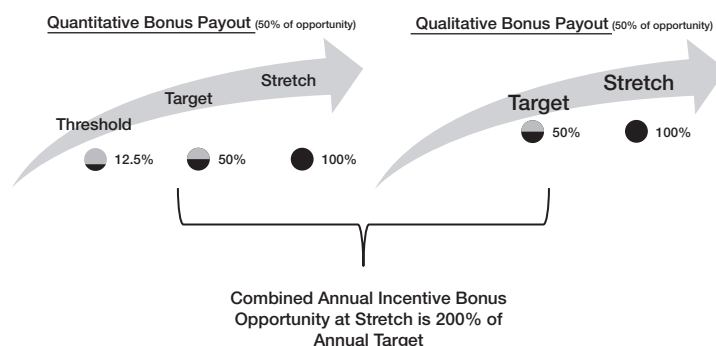 Quantitative Bonus Payout (50% of opportunity)
Stretch
Target
Threshold
12.5%
50%
100%
Qualitative Bonus Payout (50% of opportunity)
Stretch
Target
50%
100%
Combined Annual Incentive Bonus
Opportunity at Stretch is 200% of
Annual Target